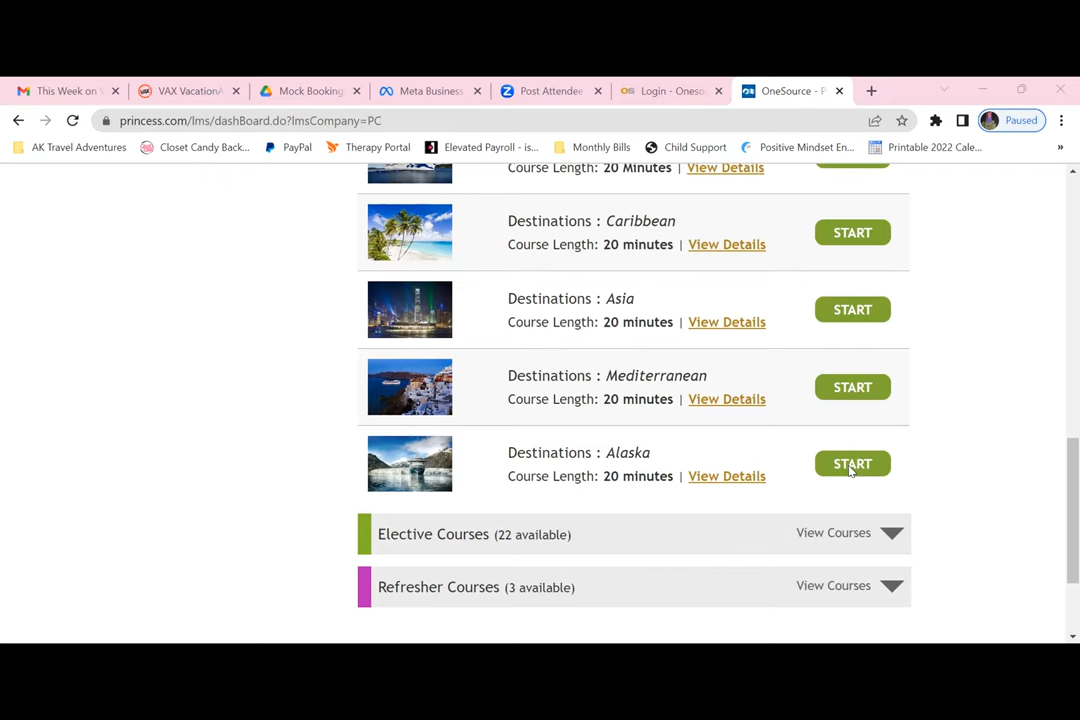 This Week on
VAX Vacation
Mock Booking
Meta Business
Post Attendee
Login - Onesou
OneSource - P
princess.com/lms/dashBoard.do?lmsCompany=PC
Paused
AK Travel Adventures
Closet Candy Back...
PayPal
Therapy Portal
Elevated Payroll - is...
Monthly Bills
Child Support
Positive Mindset En...
Printable 2022 Cale...
»
Course Length: 20 Minutes | View Details
Destinations : Caribbean
Course Length: 20 minutes | View Details
START
Destinations : Asia
Course Length: 20 minutes | View Details
START
Destinations : Mediterranean
Course Length: 20 minutes | View Details
START
Destinations : Alaska
Course Length: 20 minutes | View Details
START
Elective Courses (22 available)
View Courses
Refresher Courses (3 available)
View Courses